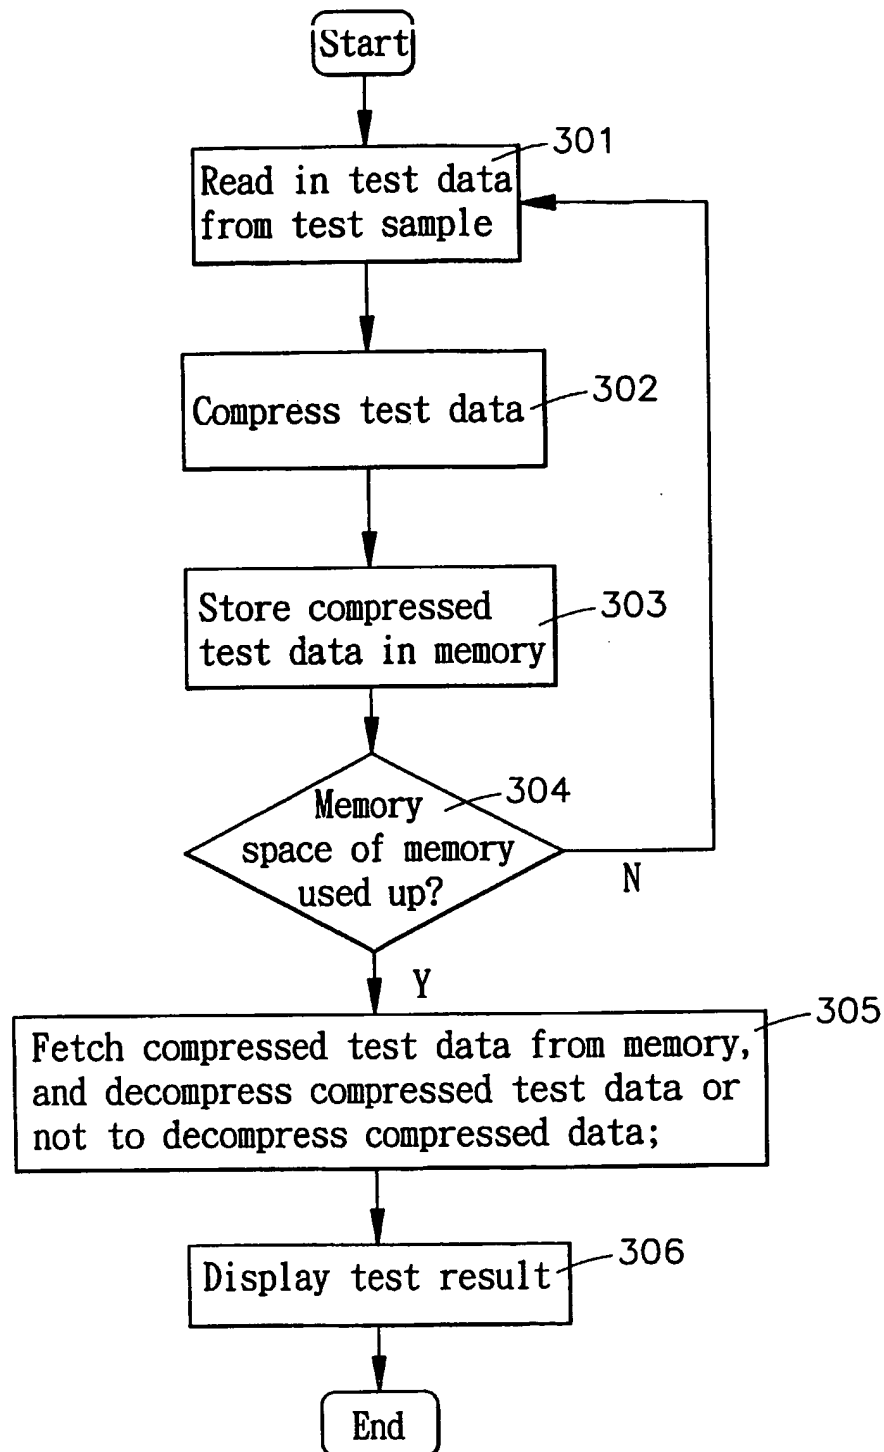 Start
301
Read in test data
from test sample
302
Compress test data
303
Store compressed
test data in memory
304
Memory
space of memory
used up?
N
Y
305
Fetch compressed test data from memory,
and decompress compressed test data or
not to decompress compressed data;
306
Display test result
End